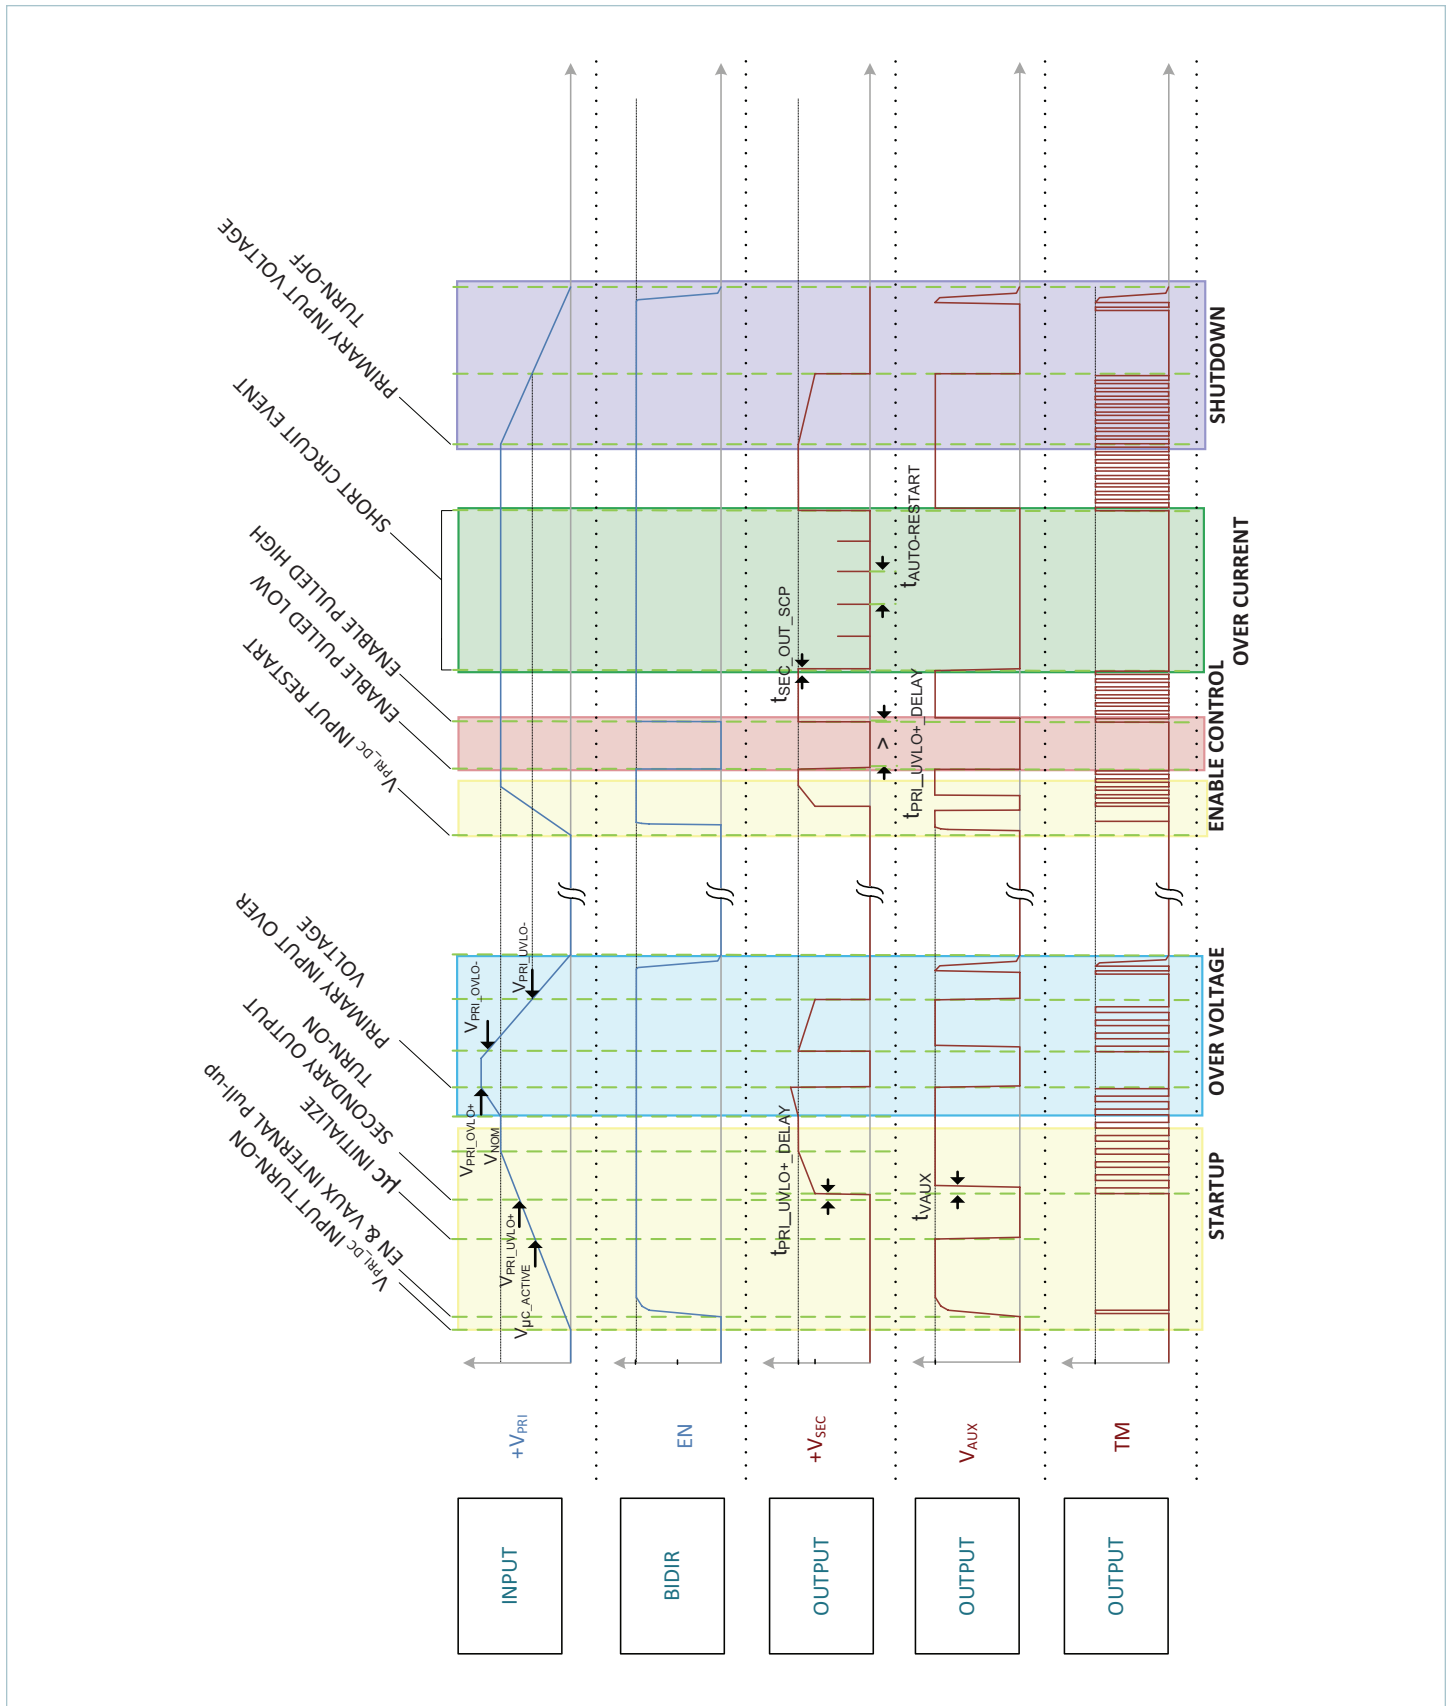 VPRI_DC INPUT TURN-ON
EN & VAUX INTERNAL Pull-up
µC INITIALIZE
SECONDARY OUTPUT
TURN-ON
PRIMARY INPUT OVER
VOLTAGE
VPRI_DC INPUT RESTART
ENABLE PULLED LOW
ENABLE PULLED HIGH
SHORT CIRCUIT EVENT
PRIMARY INPUT VOLTAGE
TURN-OFF
INPUT
+VPRI
VµC_ACTIVE
VPRI_UVLO+
VPRI_OVLO+
VNOM
VPRI_OVLO-
VPRI_UVLO-
BIDIR
EN
OUTPUT
+VSEC
tPRI_UVLO+_DELAY
tSEC_OUT_SCP
>
tPRI_UVLO+_DELAY
tAUTO-RESTART
OUTPUT
VAUX
tVAUX
OUTPUT
TM
STARTUP
OVER VOLTAGE
ENABLE CONTROL
OVER CURRENT
SHUTDOWN